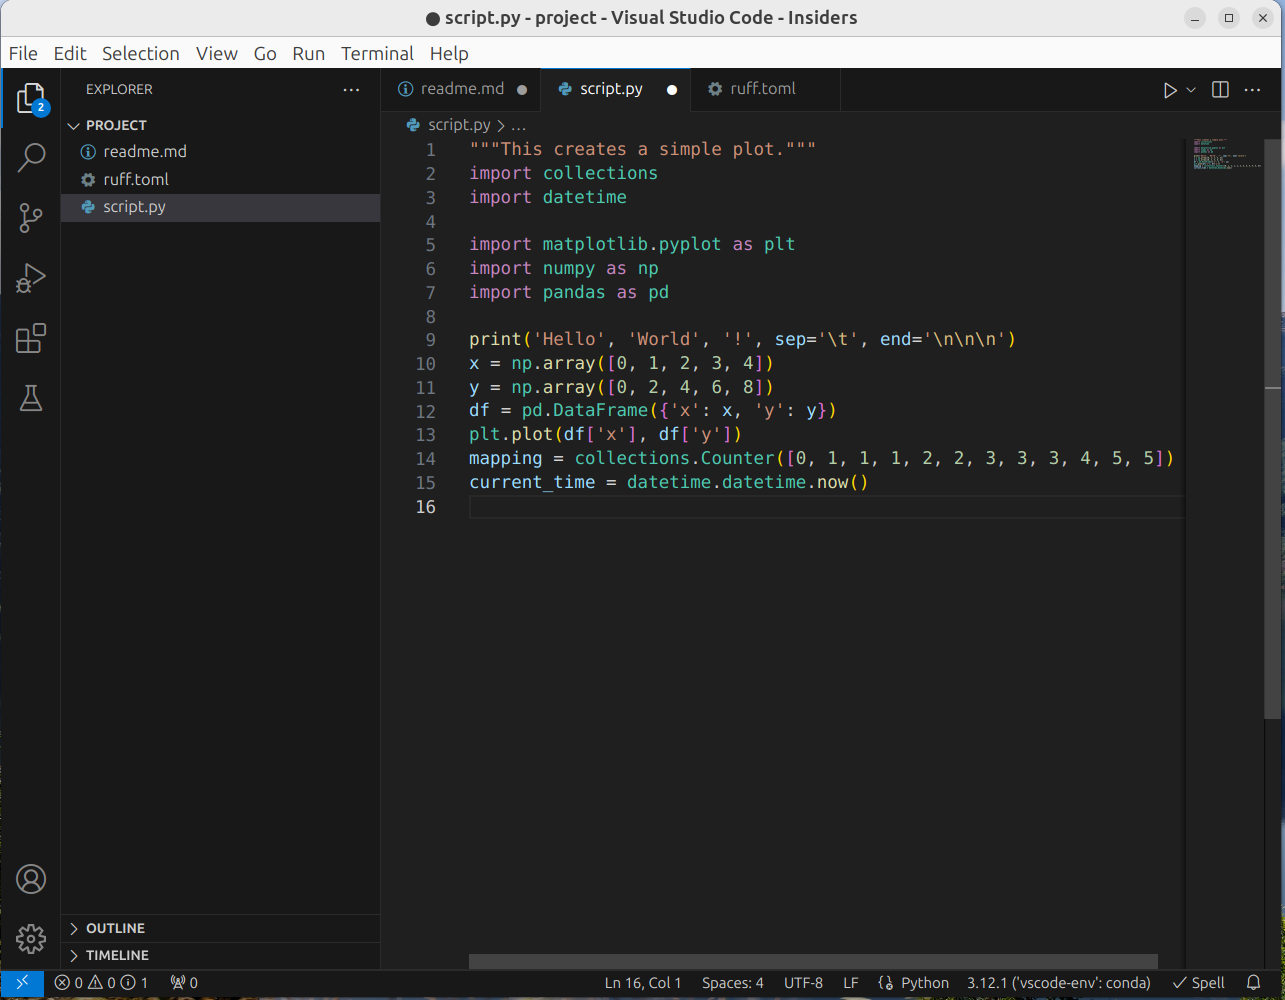 script.py - project - Visual Studio Code - Insiders
File Edit Selection View Go Run Terminal Help
2
EXPLORER
PROJECT
readme.md
ruff.toml
script.py
OUTLINE
TIMELINE
readme.md script.py ruff.toml
script.py > ...
1 """This creates a simple plot."""
2 import collections
3 import datetime
4
5 import matplotlib.pyplot as plt
6 import numpy as np
7 import pandas as pd
8
9 print('Hello', 'World', '!', sep='\t', end='\n\n\n')
10 x = np.array([0, 1, 2, 3, 4])
11 y = np.array([0, 2, 4, 6, 8])
12 df = pd.DataFrame({'x': x, 'y': y})
13 plt.plot(df['x'], df['y'])
14 mapping = collections.Counter([0, 1, 1, 1, 2, 2, 3, 3, 3, 4, 5, 5])
15 current_time = datetime.datetime.now()
16
0 0 1 0 Ln 16, Col 1 Spaces: 4 UTF-8 LF Python 3.12.1 ('vscode-env': conda) Spell